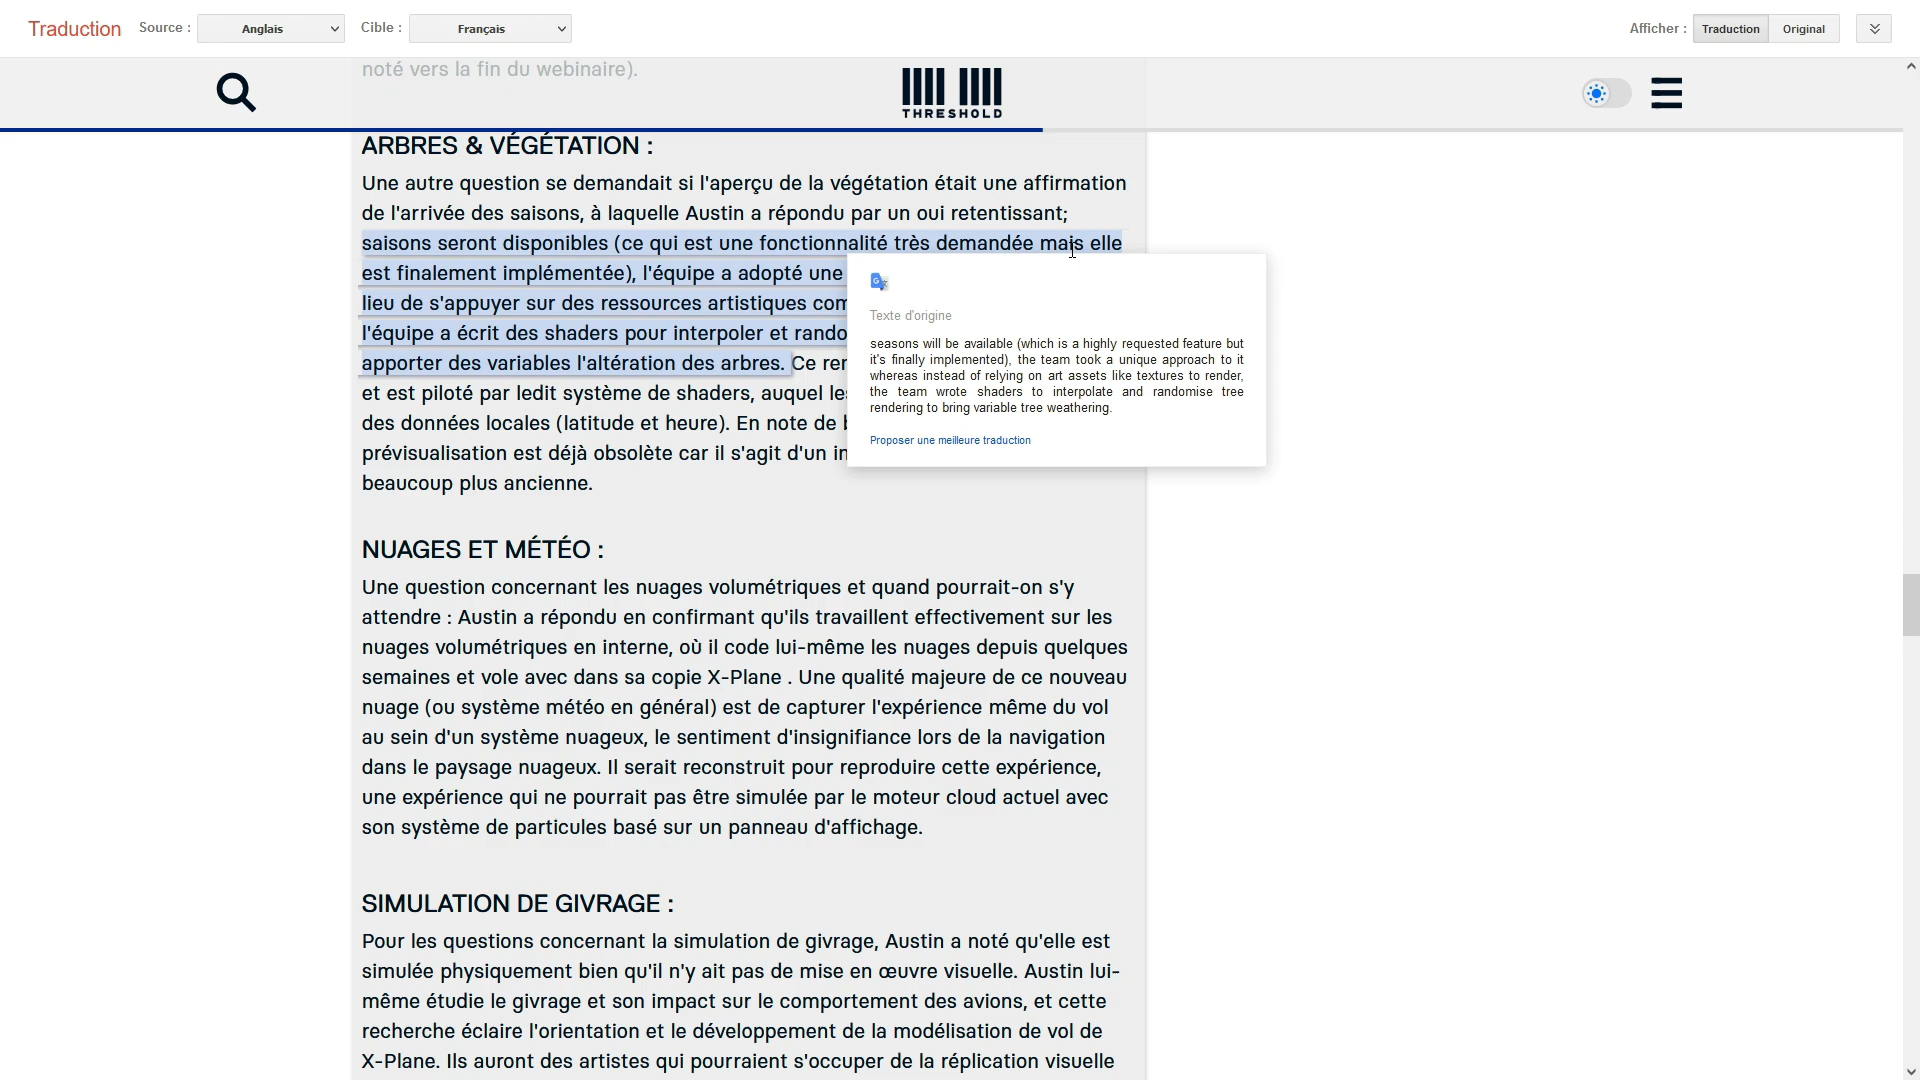 Traduction Source : Anglais Cible : Français Afficher : Traduction Original
noté vers la fin du webinaire).
THRESHOLD
ARBRES & VÉGÉTATION :
Une autre question se demandait si l'aperçu de la végétation était une affirmation
de l'arrivée des saisons, à laquelle Austin a répondu par un oui retentissant;
saisons seront disponibles (ce qui est une fonctionnalité très demandée mais elle
est finalement implémentée), l'équipe a adopté une
lieu de s'appuyer sur des ressources artistiques
l'équipe a écrit des shaders pour interpoler et
apporter des variables l'altération des arbres. Ce
et est piloté par ledit système de shaders, auquel
des données locales (latitude et heure). En note de
prévisualisation est déjà obsolète car il s'agit d'un
beaucoup plus ancienne.
Texte d'origine
seasons will be available (which is a highly requested feature but
it's finally implemented), the team took a unique approach to it
whereas instead of relying on art assets like textures to render,
the team wrote shaders to interpolate and randomise tree
rendering to bring variable tree weathering.
Proposer une meilleure traduction
NUAGES ET MÉTÉO :
Une question concernant les nuages volumétriques et quand pourrait-on s'y
attendre : Austin a répondu en confirmant qu'ils travaillent effectivement sur les
nuages volumétriques en interne, où il code lui-même les nuages depuis quelques
semaines et vole avec dans sa copie X-Plane . Une qualité majeure de ce nouveau
nuage (ou système météo en général) est de capturer l'expérience même du vol
au sein d'un système nuageux, le sentiment d'insignifiance lors de la navigation
dans le paysage nuageux. Il serait reconstruit pour reproduire cette expérience,
une expérience qui ne pourrait pas être simulée par le moteur cloud actuel avec
son système de particules basé sur un panneau d'affichage.
SIMULATION DE GIVRAGE :
Pour les questions concernant la simulation de givrage, Austin a noté qu'elle est
simulée physiquement bien qu'il n'y ait pas de mise en œuvre visuelle. Austin lui-
même étudie le givrage et son impact sur le comportement des avions, et cette
recherche éclaire l'orientation et le développement de la modélisation de vol de
X-Plane. Ils auront des artistes qui pourraient s'occuper de la réplication visuelle